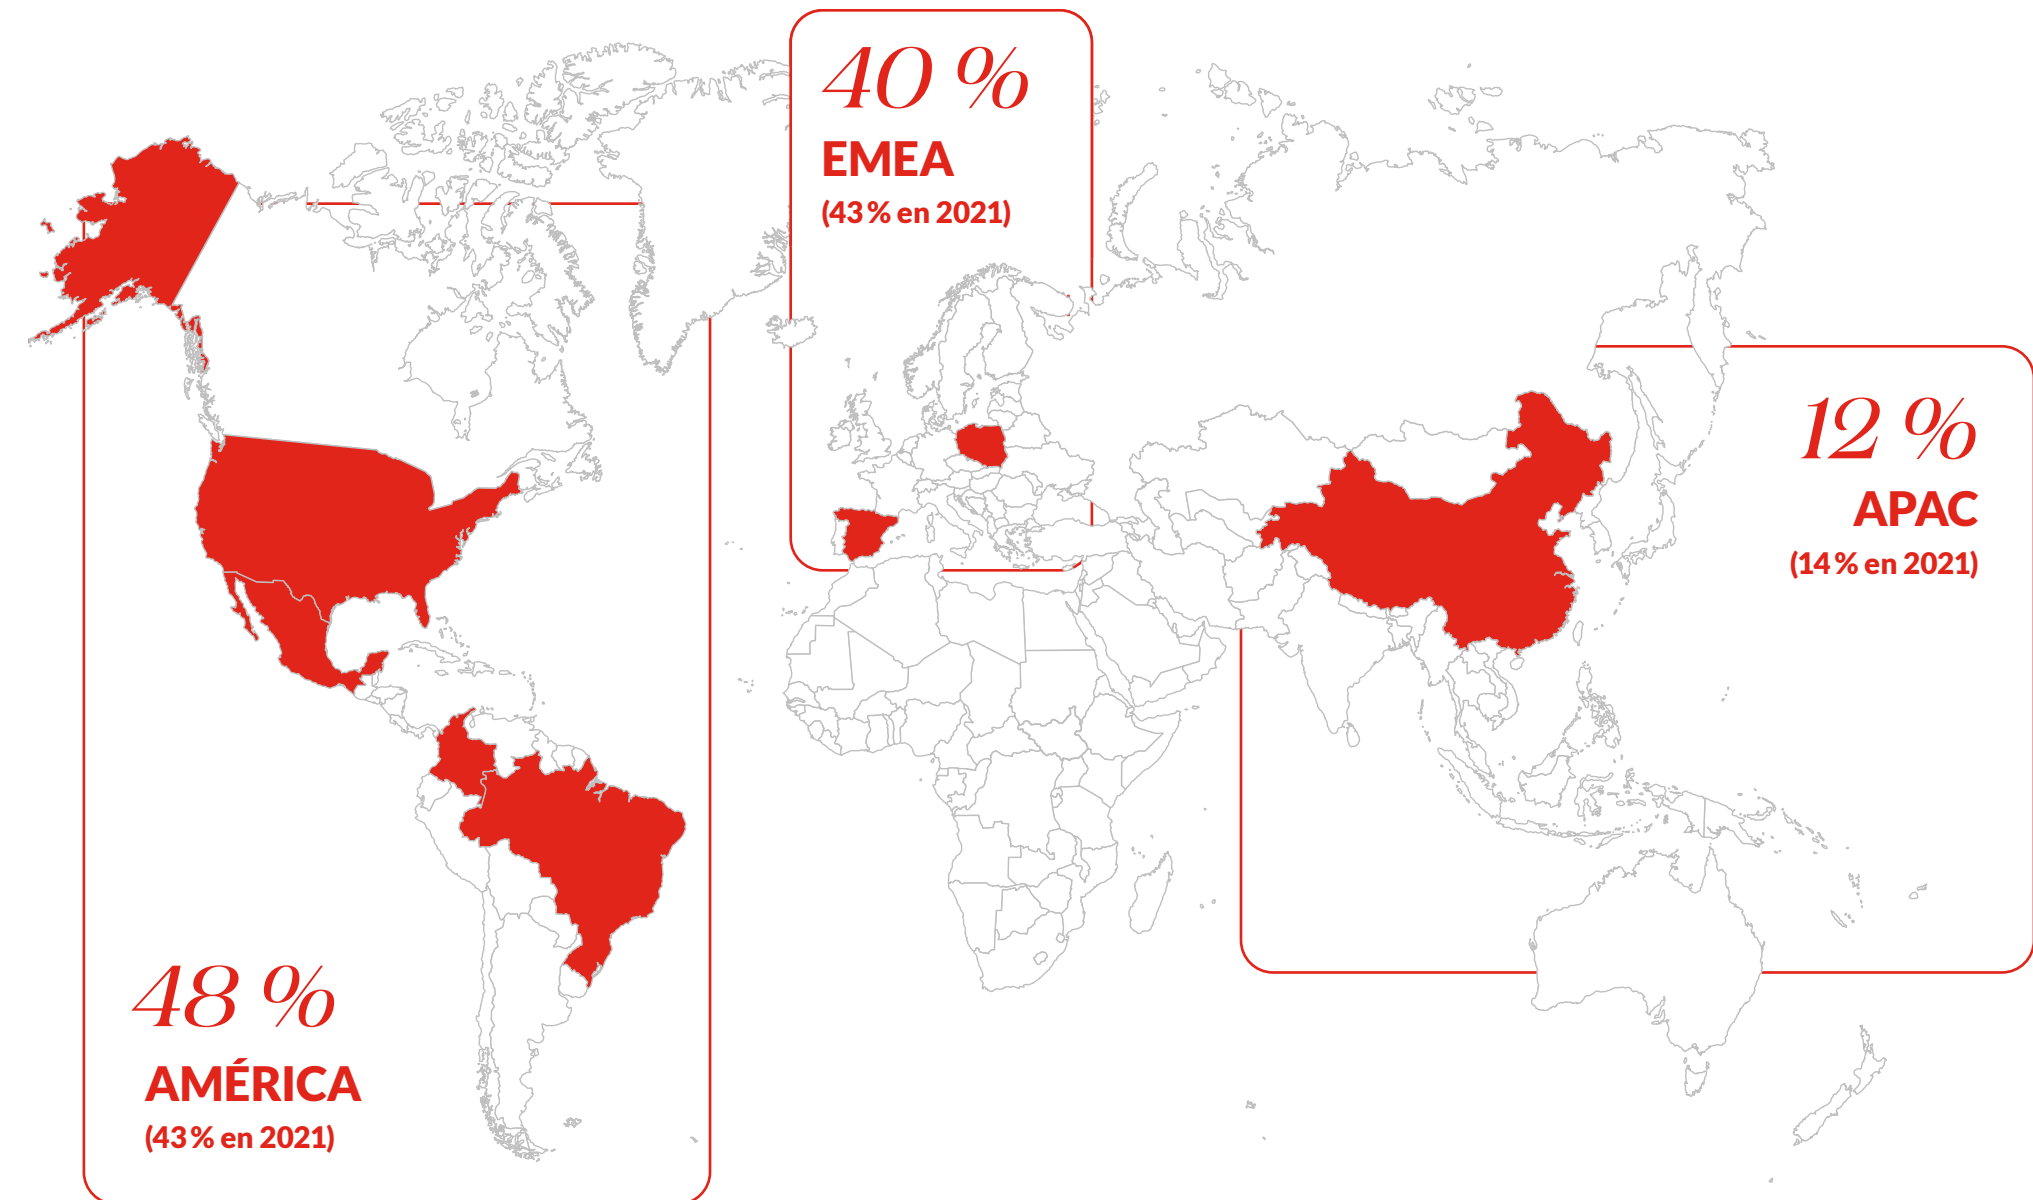 40 %
EMEA
(43 % en 2021)
12 %
APAC
(14 % en 2021)
48 %
AMÉRICA
(43 % en 2021)